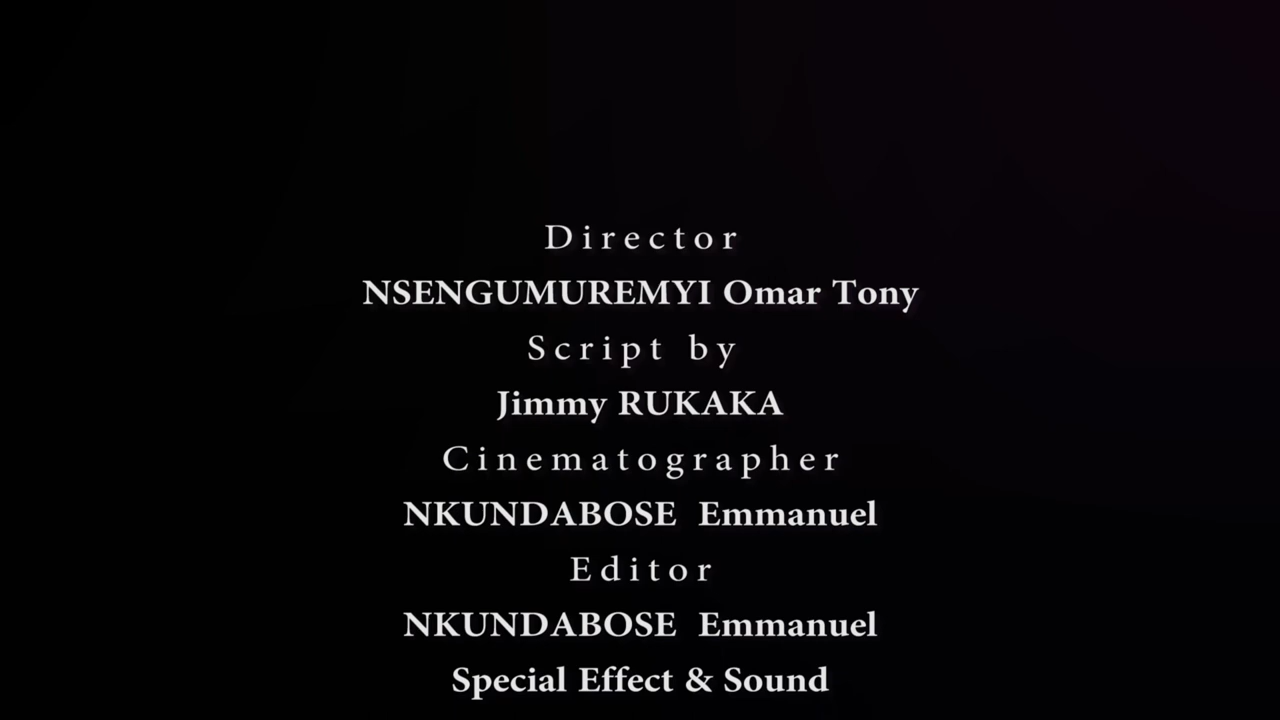 Director
NSENGUMUREMYI Omar Tony
Script by
Jimmy RUKAKA
Cinematographer
NKUNDABOSE Emmanuel
Editor
NKUNDABOSE Emmanuel
Special Effect & Sound